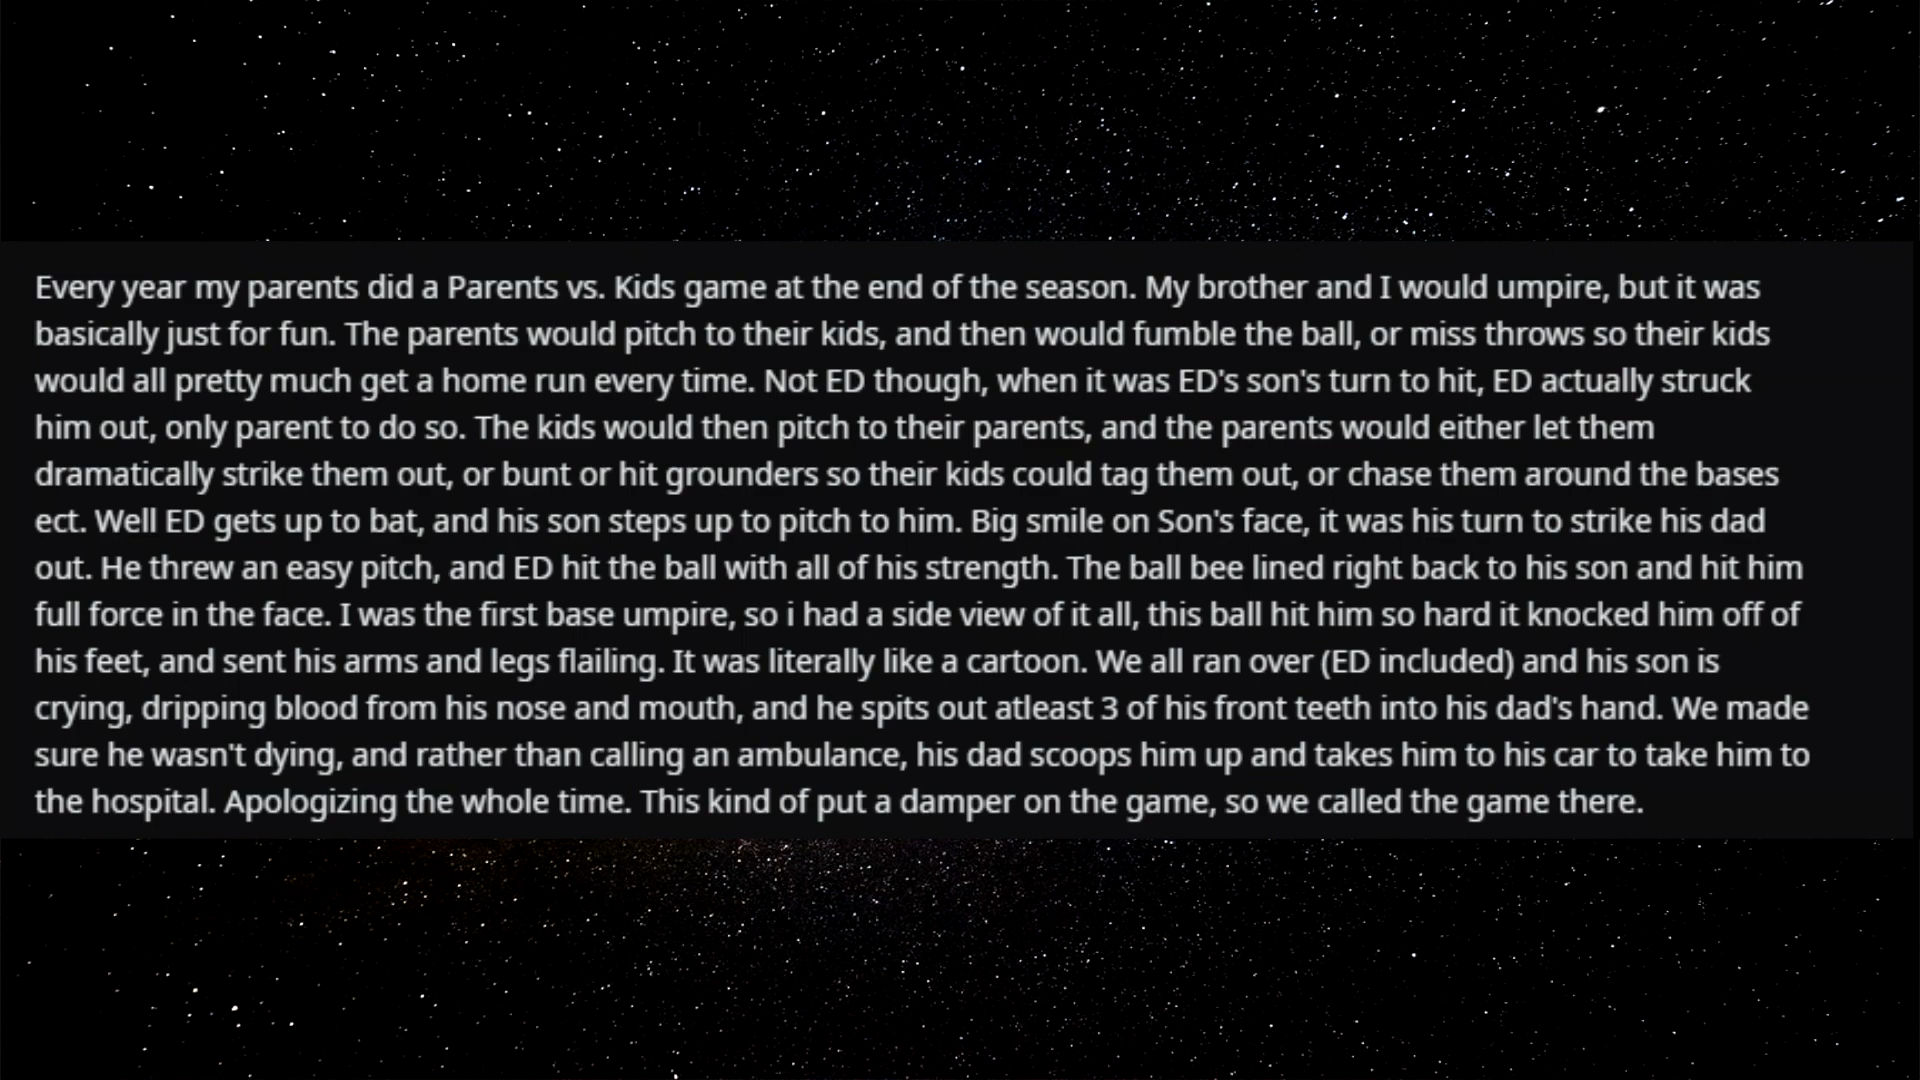 Every year my parents did a Parents vs. Kids game at the end of the season. My brother and I would umpire, but it was
basically just for fun. The parents would pitch to their kids, and then would fumble the ball, or miss throws so their kids
would all pretty much get a home run every time. Not ED though, when it was ED's son's turn to hit, ED actually struck
him out, only parent to do so. The kids would then pitch to their parents, and the parents would either let them
dramatically strike them out, or bunt or hit grounders so their kids could tag them out, or chase them around the bases
ect. Well ED gets up to bat, and his son steps up to pitch to him. Big smile on Son's face, it was his turn to strike his dad
out. He threw an easy pitch, and ED hit the ball with all of his strength. The ball bee lined right back to his son and hit him
full force in the face. I was the first base umpire, so i had a side view of it all, this ball hit him so hard it knocked him off of
his feet, and sent his arms and legs flailing. It was literally like a cartoon. We all ran over (ED included) and his son is
crying, dripping blood from his nose and mouth, and he spits out atleast 3 of his front teeth into his dad's hand. We made
sure he wasn't dying, and rather than calling an ambulance, his dad scoops him up and takes him to his car to take him to
the hospital. Apologizing the whole time. This kind of put a damper on the game, so we called the game there.